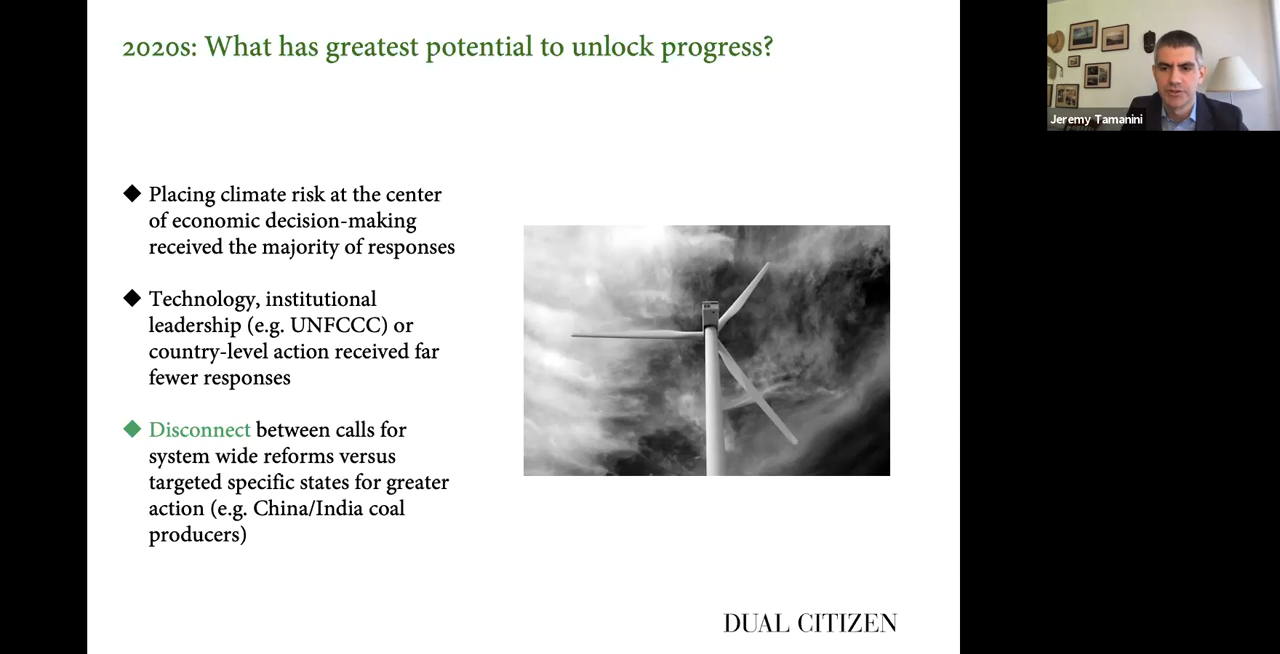 2020s: What has greatest potential to unlock progress?
Jeremy Tamanini
Placing climate risk at the center
of economic decision-making
received the majority of responses
Technology, institutional
leadership (e.g. UNFCCC) or
country-level action received far
fewer responses
Disconnect between calls for
system wide reforms versus
targeted specific states for greater
action (e.g. China/India coal
producers)
DUAL CITIZEN